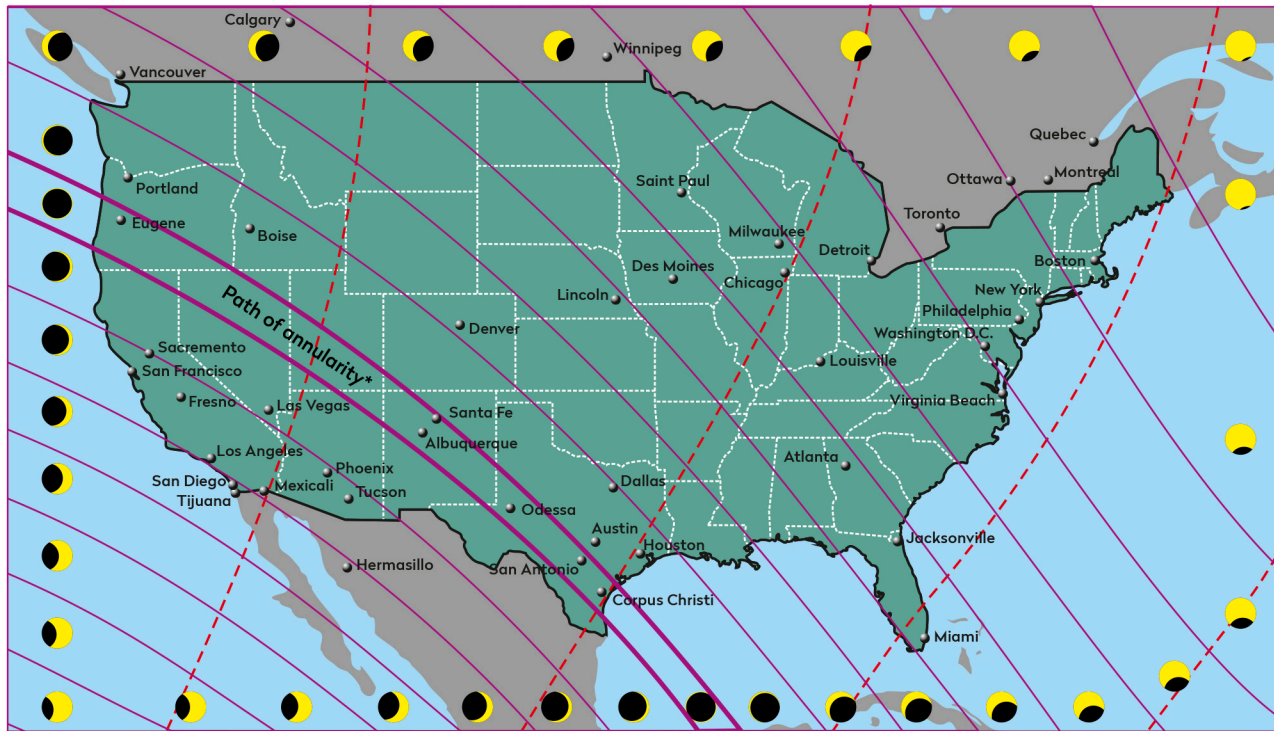 Calgary
Winnipeg
Vancouver
Quebec
Portland
Saint Paul
Ottawa
Montreal
Eugene
Boise
Toronto
Milwaukee
Detroit
Boston
Des Moines
Chicago
Lincoln
New York
Path of annularity*
Philadelphia
Denver
Washington D.C.
Sacremento
San Francisco
Louisville
Fresno
Las Vegas
Santa Fe
Virginia Beach
Albuquerque
Los Angeles
Atlanta
Phoenix
San Diego
Mexicali
Dallas
Tijuana
Tucson
Odessa
Austin
Jacksonville
Houston
San Antonio
Hermasillo
Corpus Christi
Miami